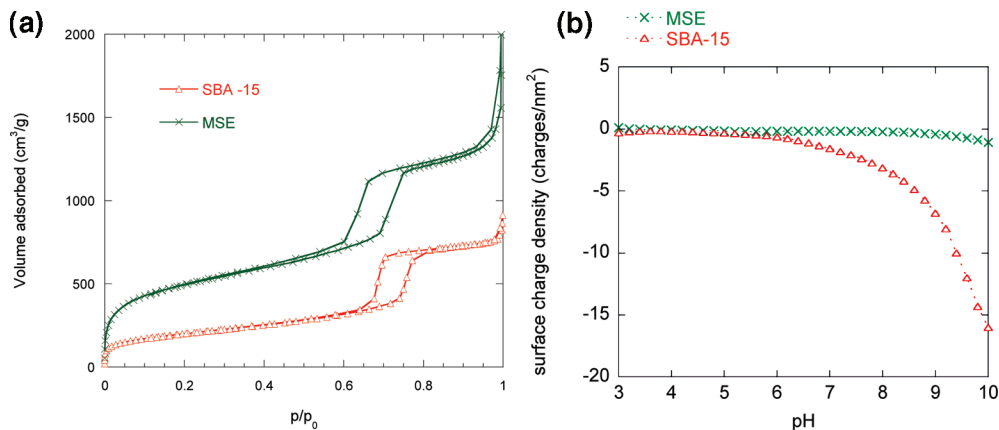 (a)
2000
1500
1000
500
0
Volume adsorbed (cm³/g)
SBA -15
MSE
0 0.2 0.4 0.6 0.8 1
p/p₀
(b)
MSE
SBA-15
5
0
-5
-10
-15
-20
surface charge density (charges/nm²)
3 4 5 6 7 8 9 10
pH